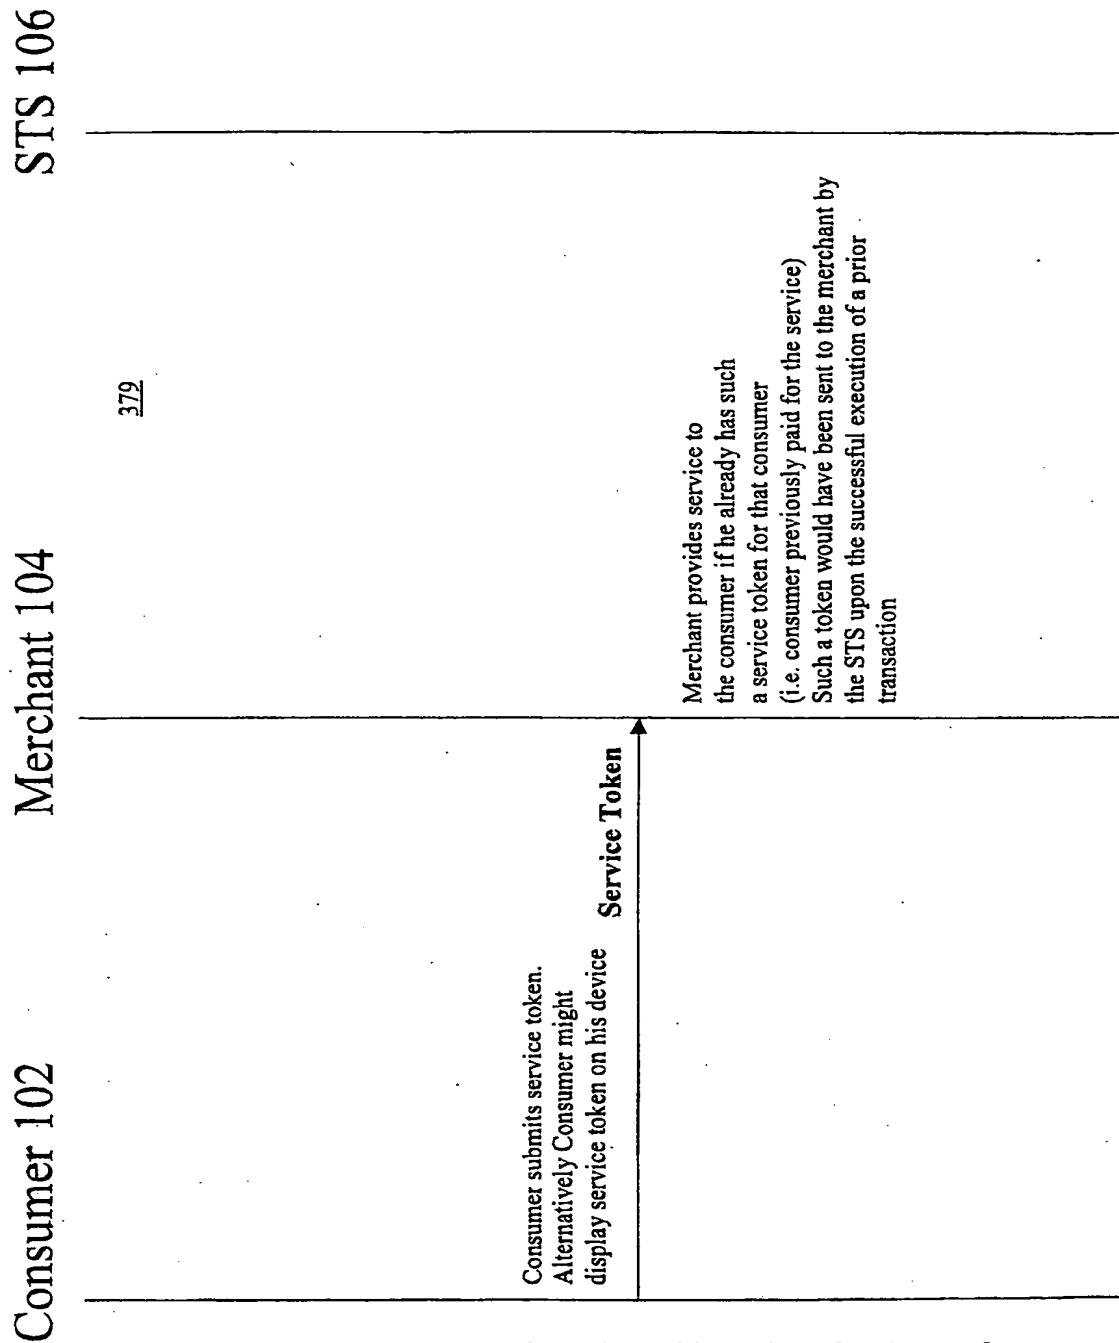 Consumer 102
Merchant 104
STS 106
379
Consumer submits service token.
Alternatively Consumer might
display service token on his device
Service Token
Merchant provides service to
the consumer if he already has such
a service token for that consumer
(i.e. consumer previously paid for the service)
Such a token would have been sent to the merchant by
the STS upon the successful execution of a prior
transaction